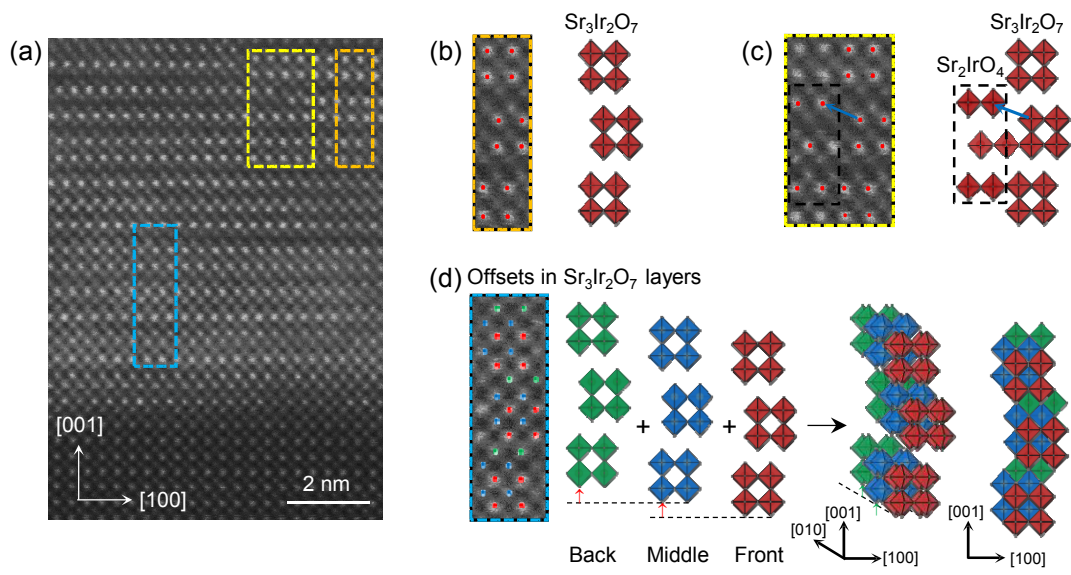 (a)
[001]
[100]
2 nm
(b)
Sr3Ir2O7
(c)
Sr3Ir2O7
Sr2IrO4
(d) Offsets in Sr3Ir2O7 layers
+ +
Back Middle Front
[010] [001] [100]
[001] [100]